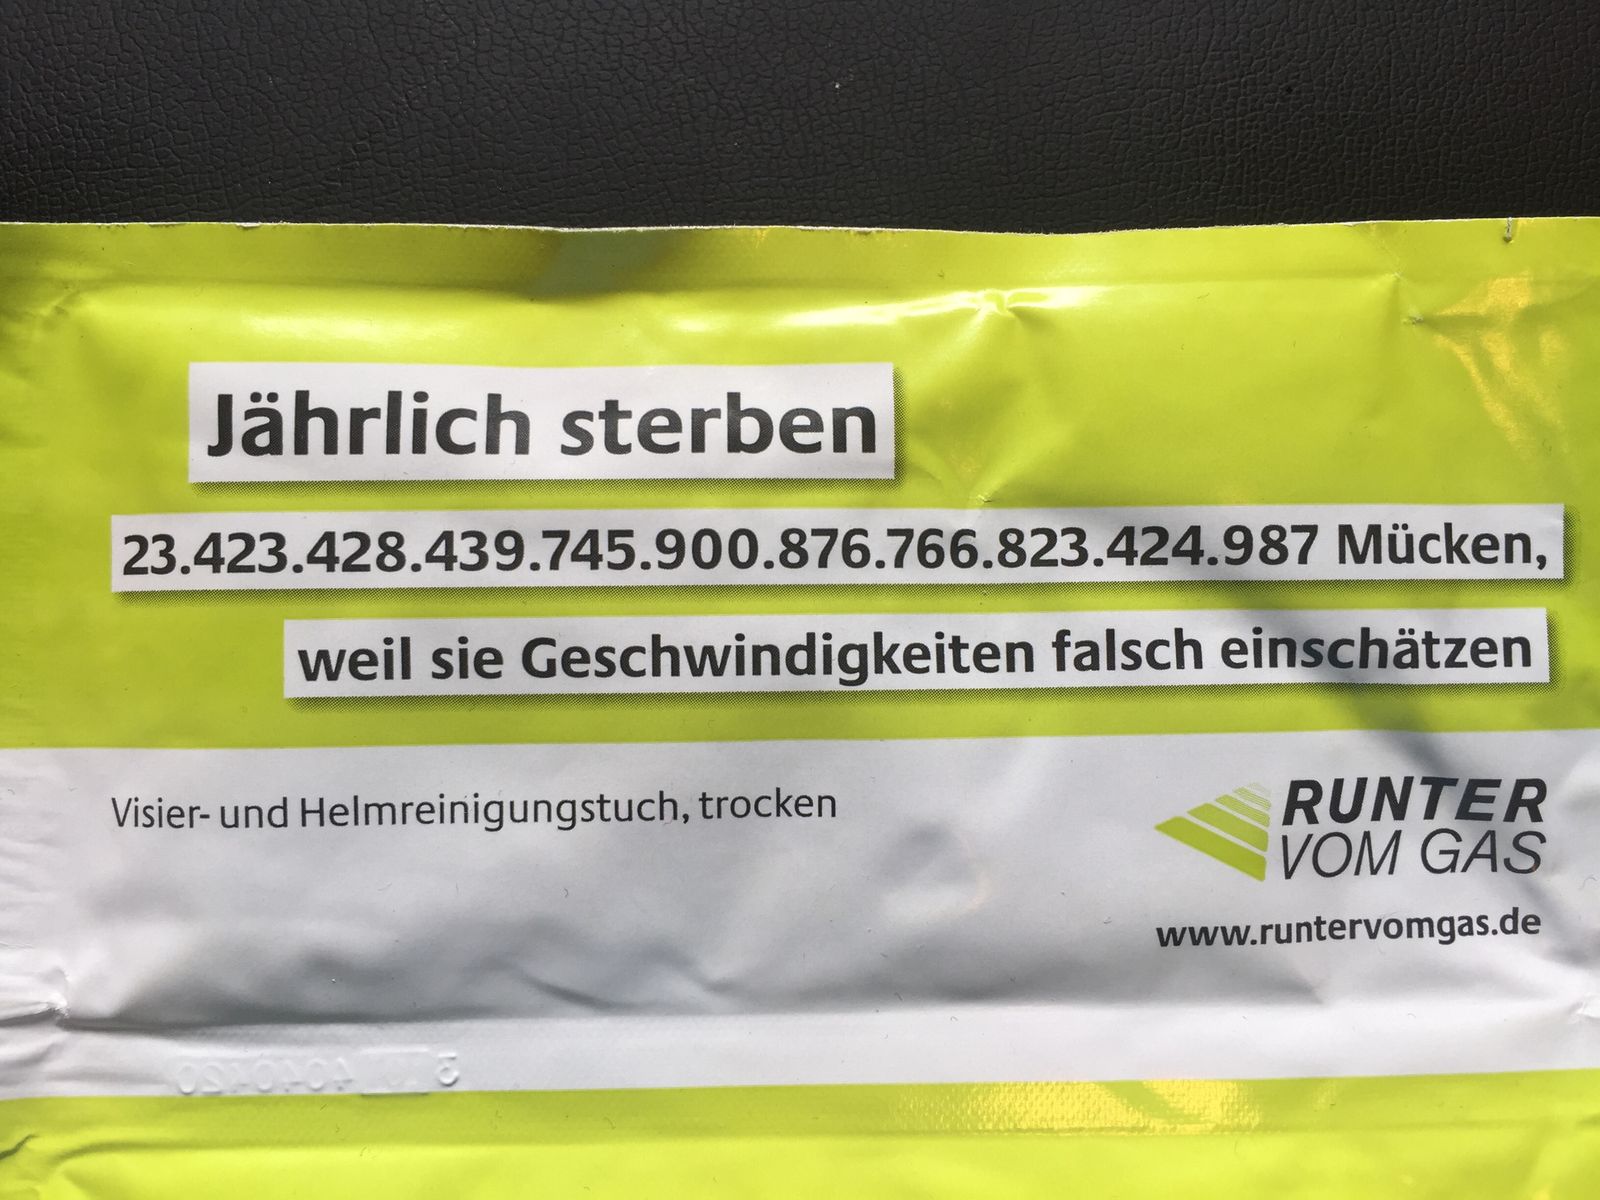 Jährlich sterben
23.423.428.439.745.900.876.766.823.424.987 Mücken,
weil sie Geschwindigkeiten falsch einschätzen
Visier- und Helmreinigungstuch, trocken
RUNTER
VOM GAS
www.runtervomgas.de